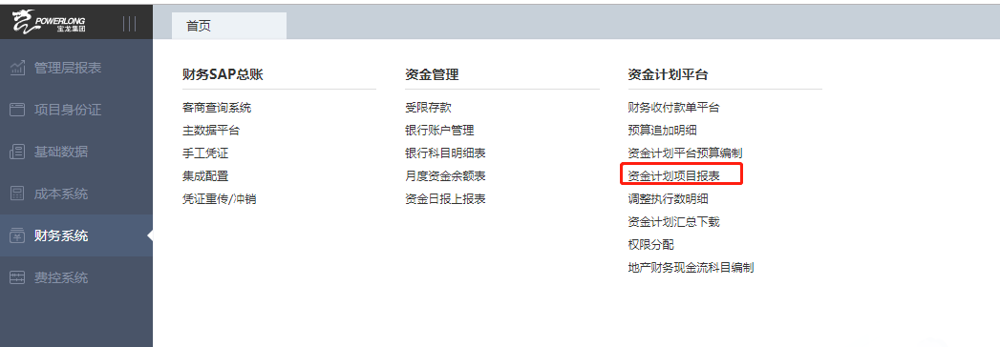 POWERLONG
宝龙集团
首页
管理层报表
项目身份证
基础数据
成本系统
财务系统
费控系统
财务SAP总账
客商查询系统
主数据平台
手工凭证
集成配置
凭证重传/冲销
资金管理
受限存款
银行账户管理
银行科目明细表
月度资金余额表
资金日报上报表
资金计划平台
财务收付款单平台
预算追加明细
资金计划平台预算编制
资金计划项目报表
调整执行数明细
资金计划汇总下载
权限分配
地产财务现金流科目编制